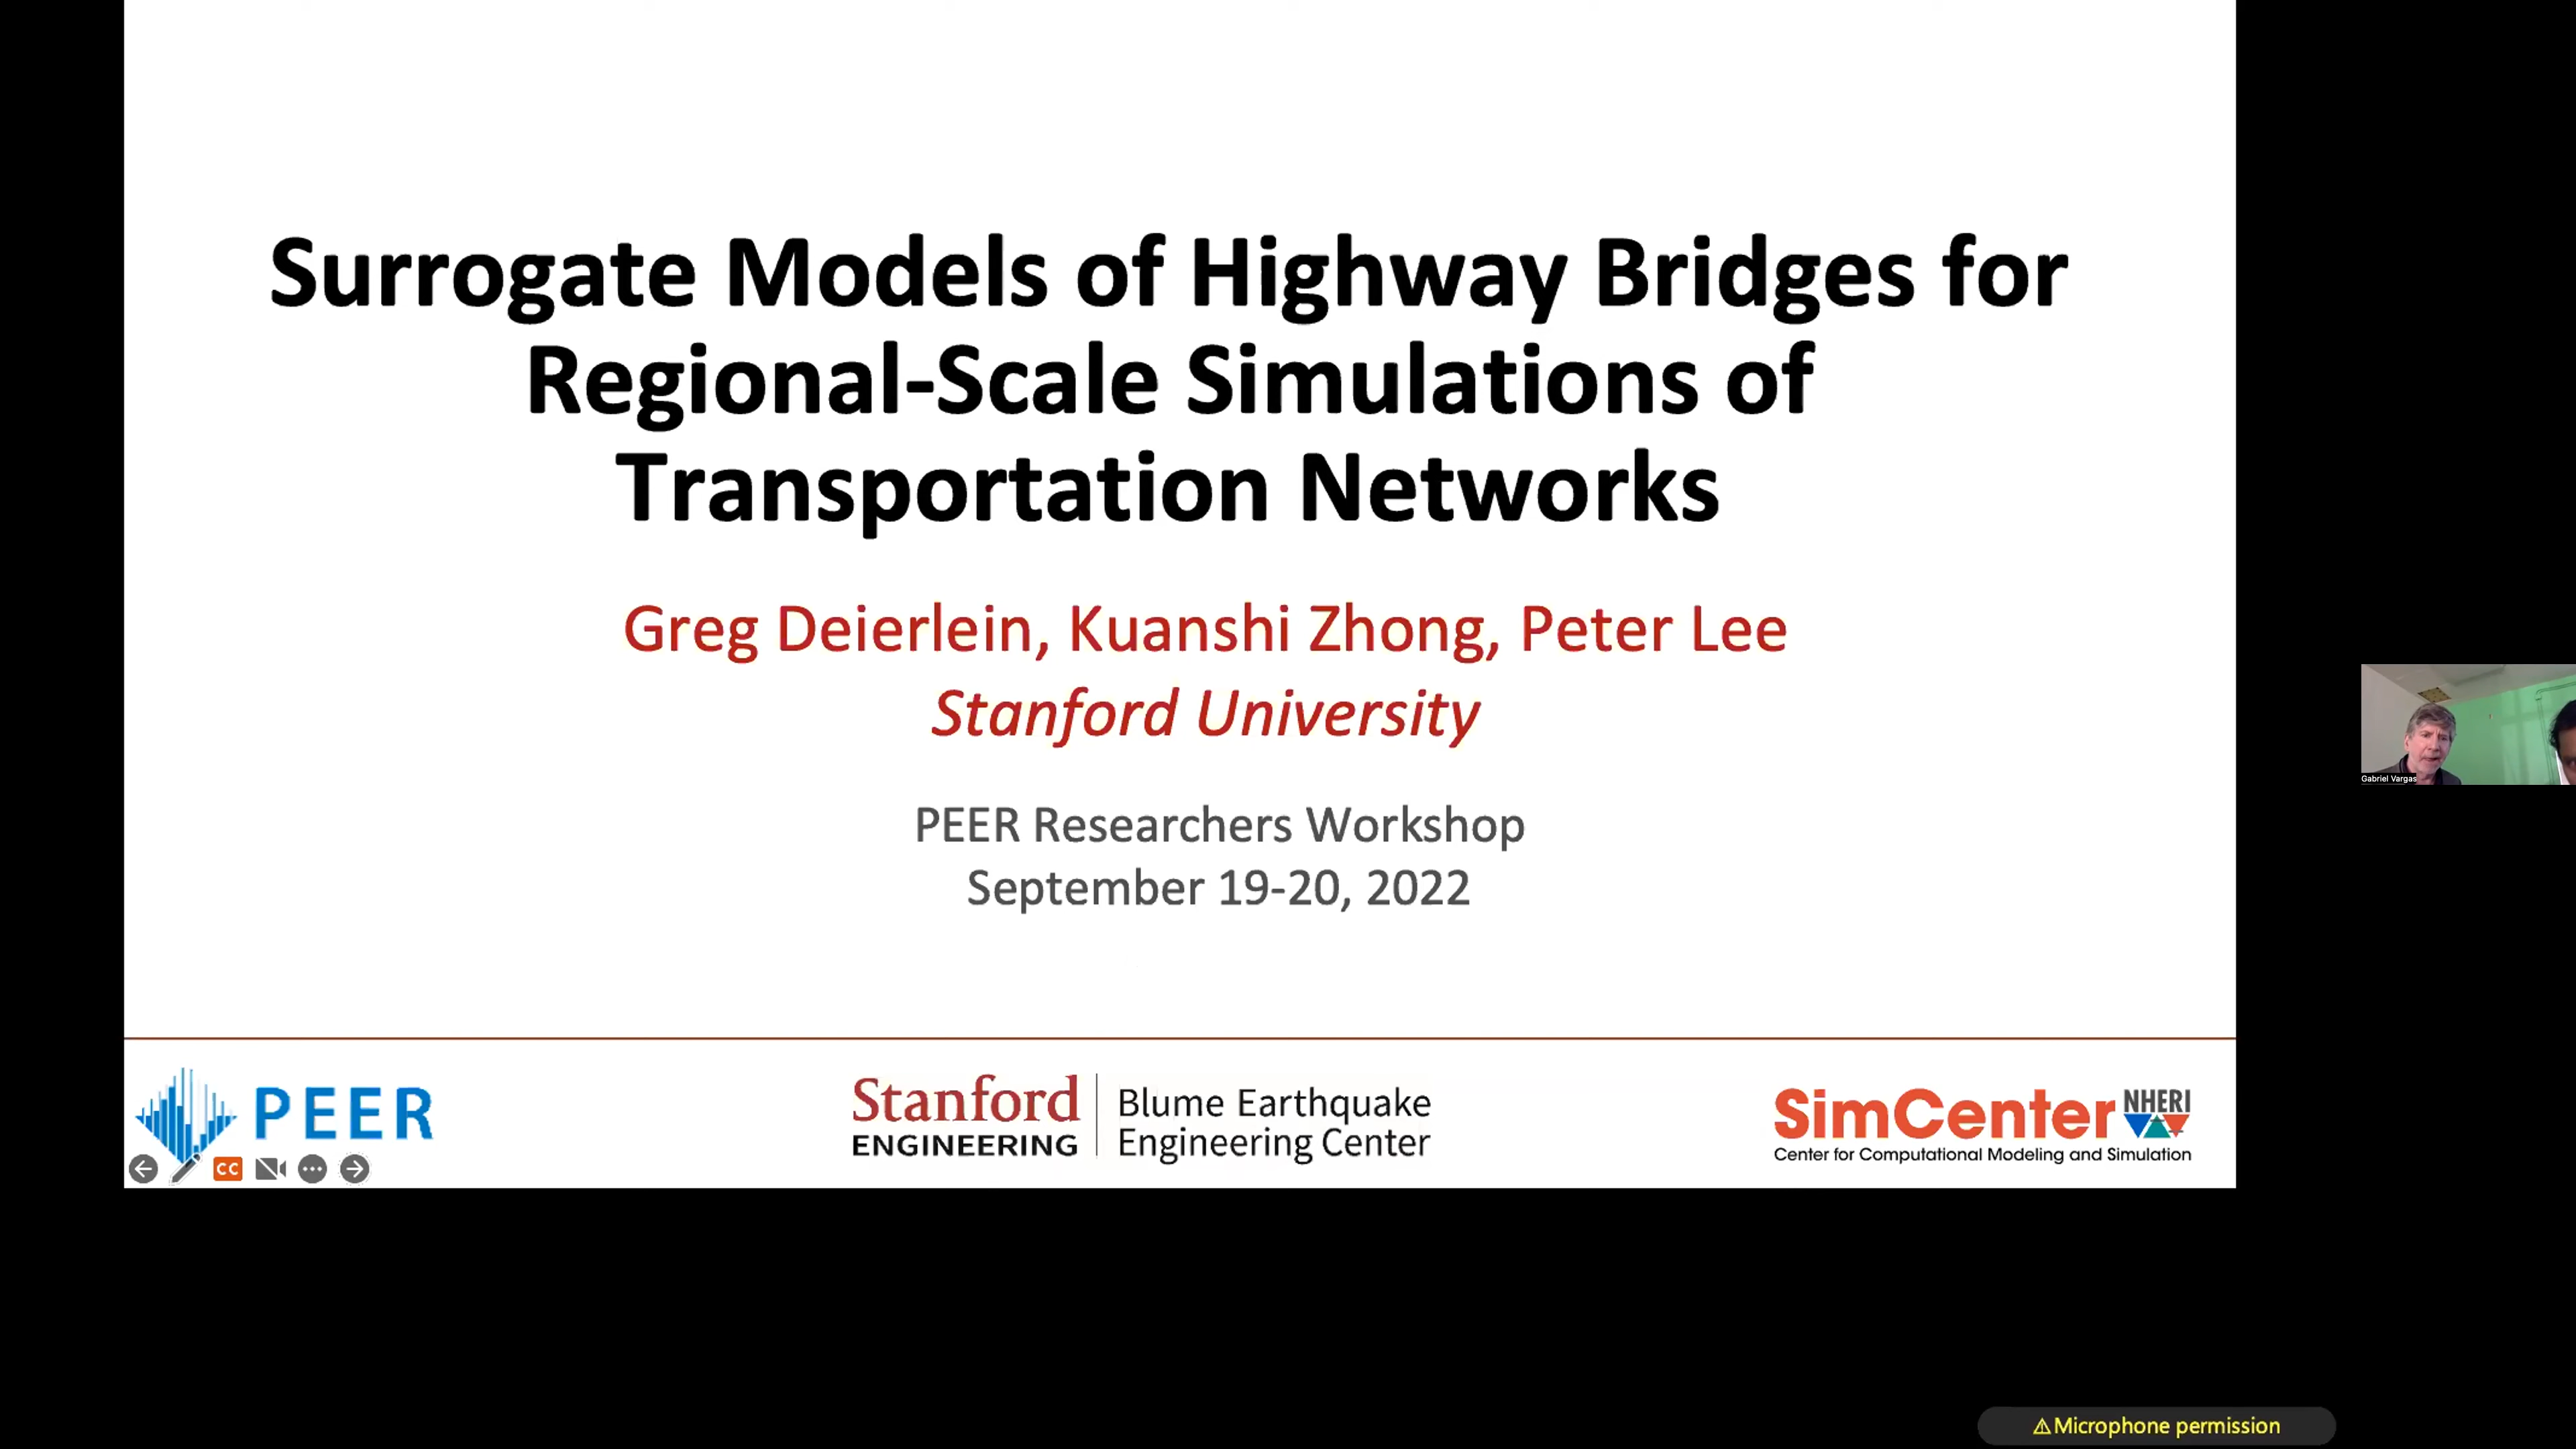 Surrogate Models of Highway Bridges for
Regional-Scale Simulations of
Transportation Networks
Greg Deierlein, Kuanshi Zhong, Peter Lee
Stanford University
PEER Researchers Workshop
September 19-20, 2022
Gabriel Vargas
PEER
Stanford
ENGINEERING
Blume Earthquake
Engineering Center
SimCenter NHERI
Center for Computational Modeling and Simulation
CC
Microphone permission